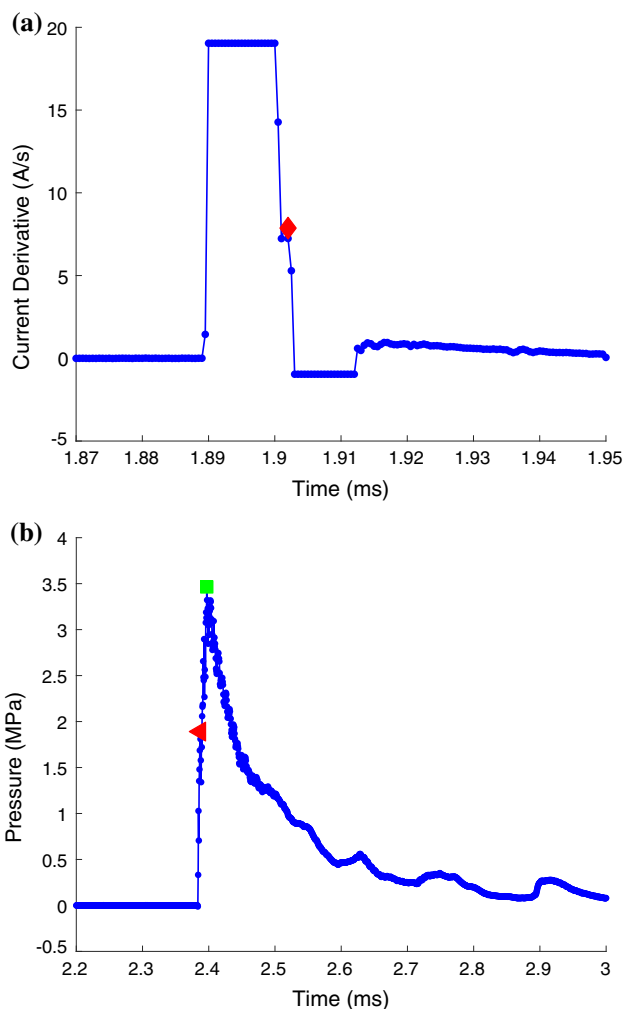 (a)
20
15
10
5
0
-5
Current Derivative (A/s)
1.87 1.88 1.89 1.9 1.91 1.92 1.93 1.94 1.95
Time (ms)
(b)
4
3.5
3
2.5
2
1.5
1
0.5
0
-0.5
Pressure (MPa)
2.2 2.3 2.4 2.5 2.6 2.7 2.8 2.9 3
Time (ms)